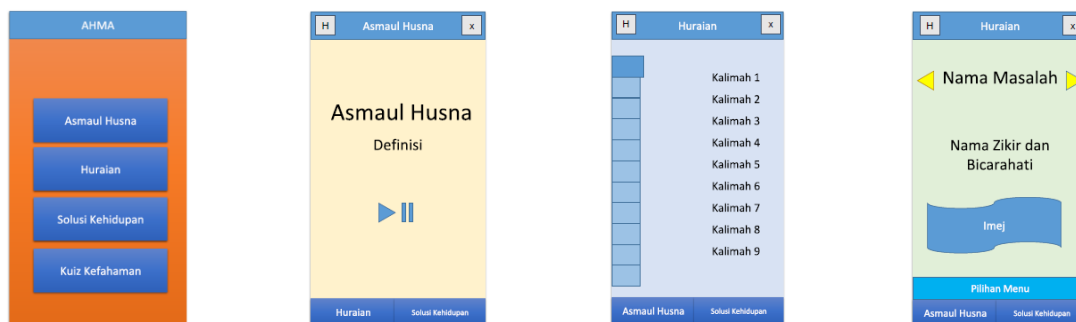 AHMA
Asmaul Husna
Huraian
Solusi Kehidupan
Kuiz Kefahaman
H Asmaul Husna x
Asmaul Husna
Definisi
Huraian Solusi Kehidupan
H Huraian x
Kalimah 1
Kalimah 2
Kalimah 3
Kalimah 4
Kalimah 5
Kalimah 6
Kalimah 7
Kalimah 8
Kalimah 9
Asmaul Husna Solusi Kehidupan
H Huraian x
Nama Masalah
Nama Zikir dan
Bicarahati
Imej
Pilihan Menu
Asmaul Husna Solusi Kehidupan